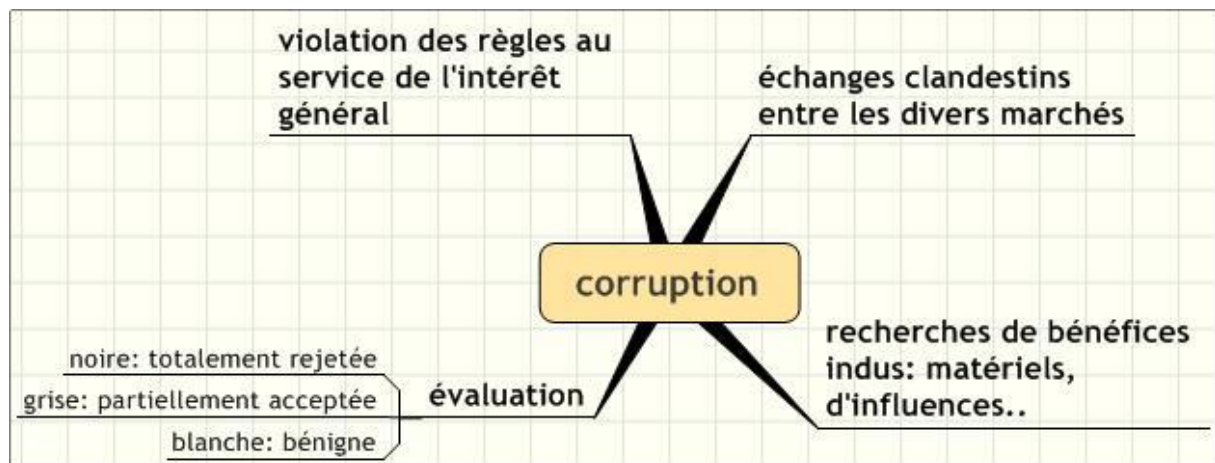 violation des règles au
service de l'intérêt
général
échanges clandestins
entre les divers marchés
corruption
recherches de bénéfices
indus: matériels,
d'influences..
évaluation
noire: totalement rejetée
grise: partiellement acceptée
blanche: bénigne